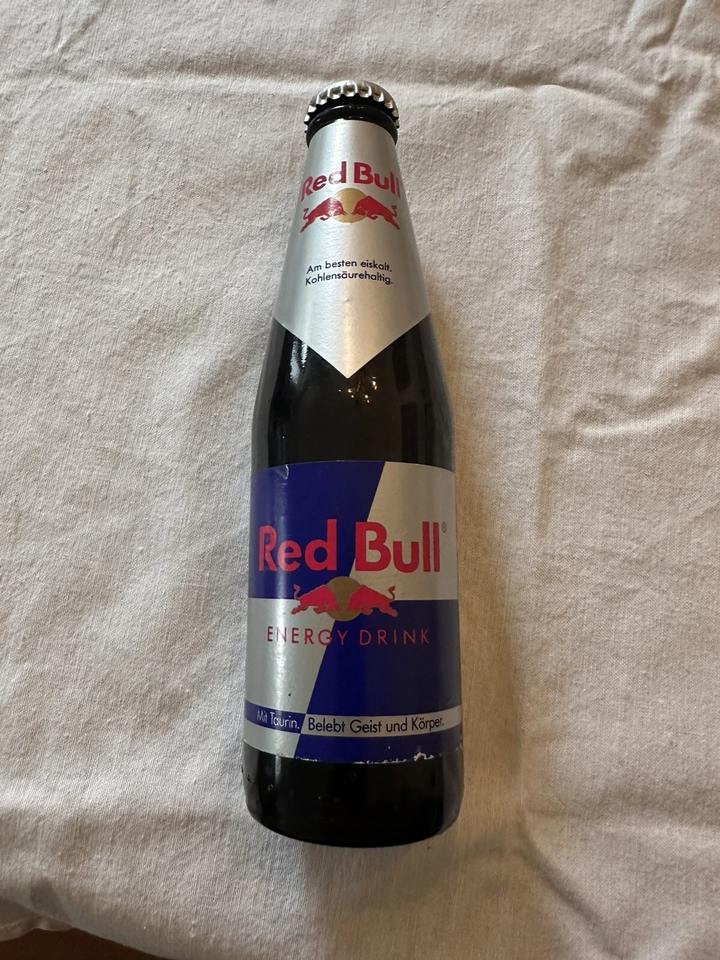 Red Bull
Am besten eiskalt.
Kohlensäurehaltig.
Red Bull®
ENERGY DRINK
Mit Taurin. Belebt Geist und Körper.